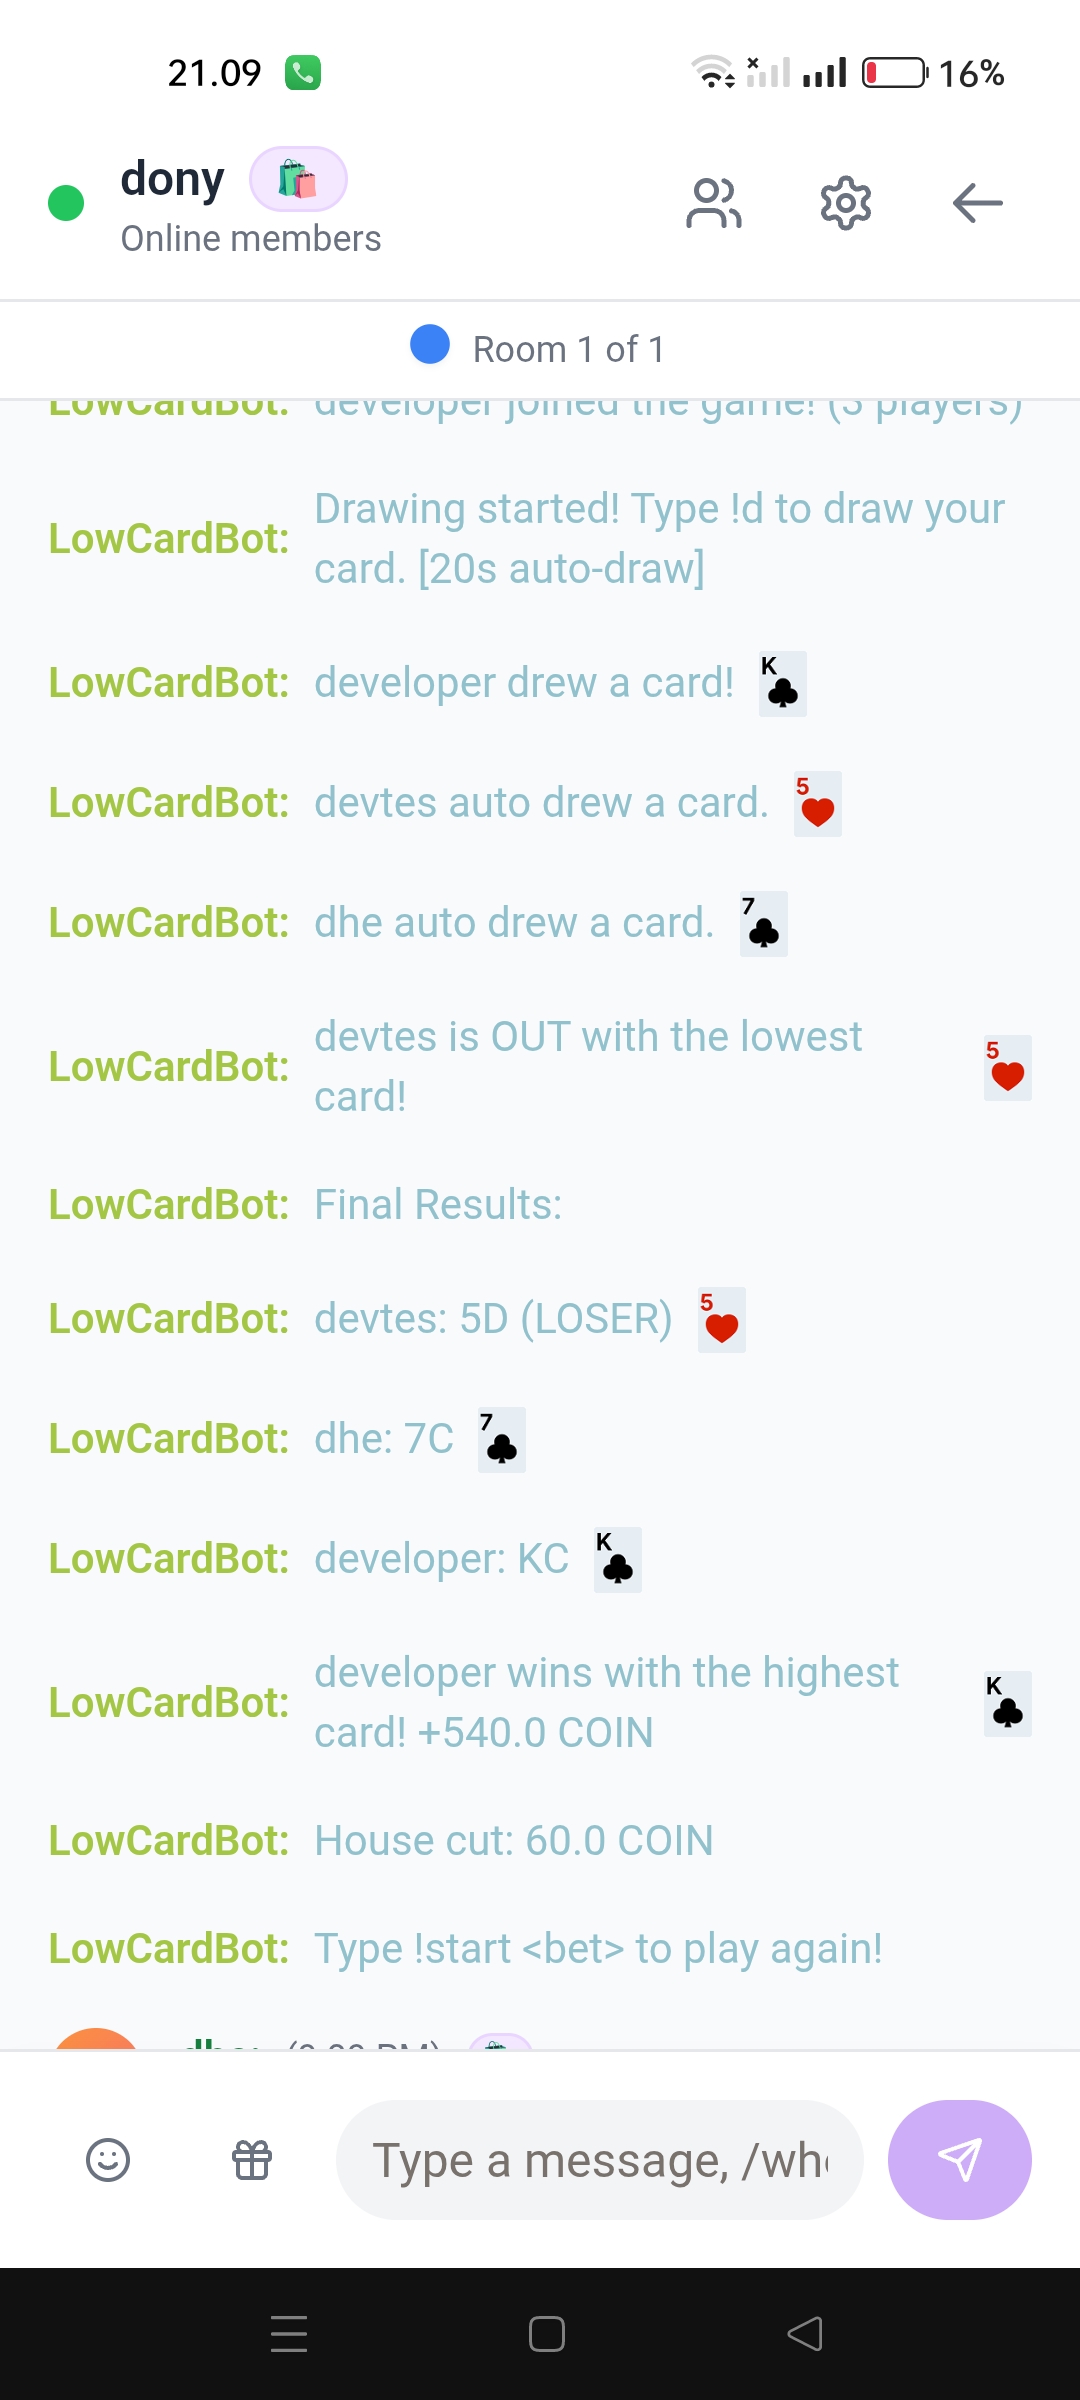 21.09
16%
dony
Online members
Room 1 of 1
LowCardBot: developer joined the game! (3 players)
LowCardBot: Drawing started! Type !d to draw your
card. [20s auto-draw]
LowCardBot: developer drew a card! K
LowCardBot: devtes auto drew a card. 5
LowCardBot: dhe auto drew a card. 7
LowCardBot: devtes is OUT with the lowest
card! 5
LowCardBot: Final Results:
LowCardBot: devtes: 5D (LOSER) 5
LowCardBot: dhe: 7C 7
LowCardBot: developer: KC K
LowCardBot: developer wins with the highest
card! +540.0 COIN K
LowCardBot: House cut: 60.0 COIN
LowCardBot: Type !start <bet> to play again!
dhe:
Type a message, /wh